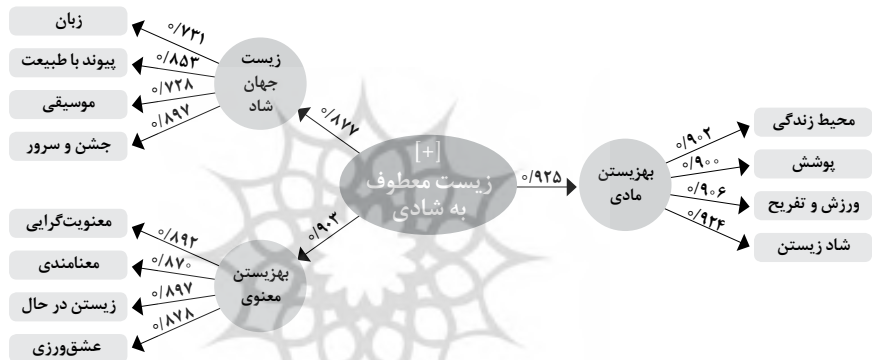 زبان
پیوند با طبیعت
موسیقی
جشن و سرور
۰/۷۳۱
۰/۸۵۳
۰/۷۲۸
۰/۸۹۷
زیست
جهان
شاد
۰/۸۷۷
[+]
زیست معطوف
به شادی
۰/۹۲۵
بهزیستن
مادی
۰/۹۰۲
۰/۹۰۰
۰/۹۰۶
۰/۹۲۴
محیط زندگی
پوشش
ورزش و تفریح
شاد زیستن
۰/۹۰۳
بهزیستن
معنوی
۰/۸۹۲
۰/۸۷۰
۰/۸۹۷
۰/۸۷۸
معنویت‌گرایی
معنامندی
زیستن در حال
عشق‌ورزی